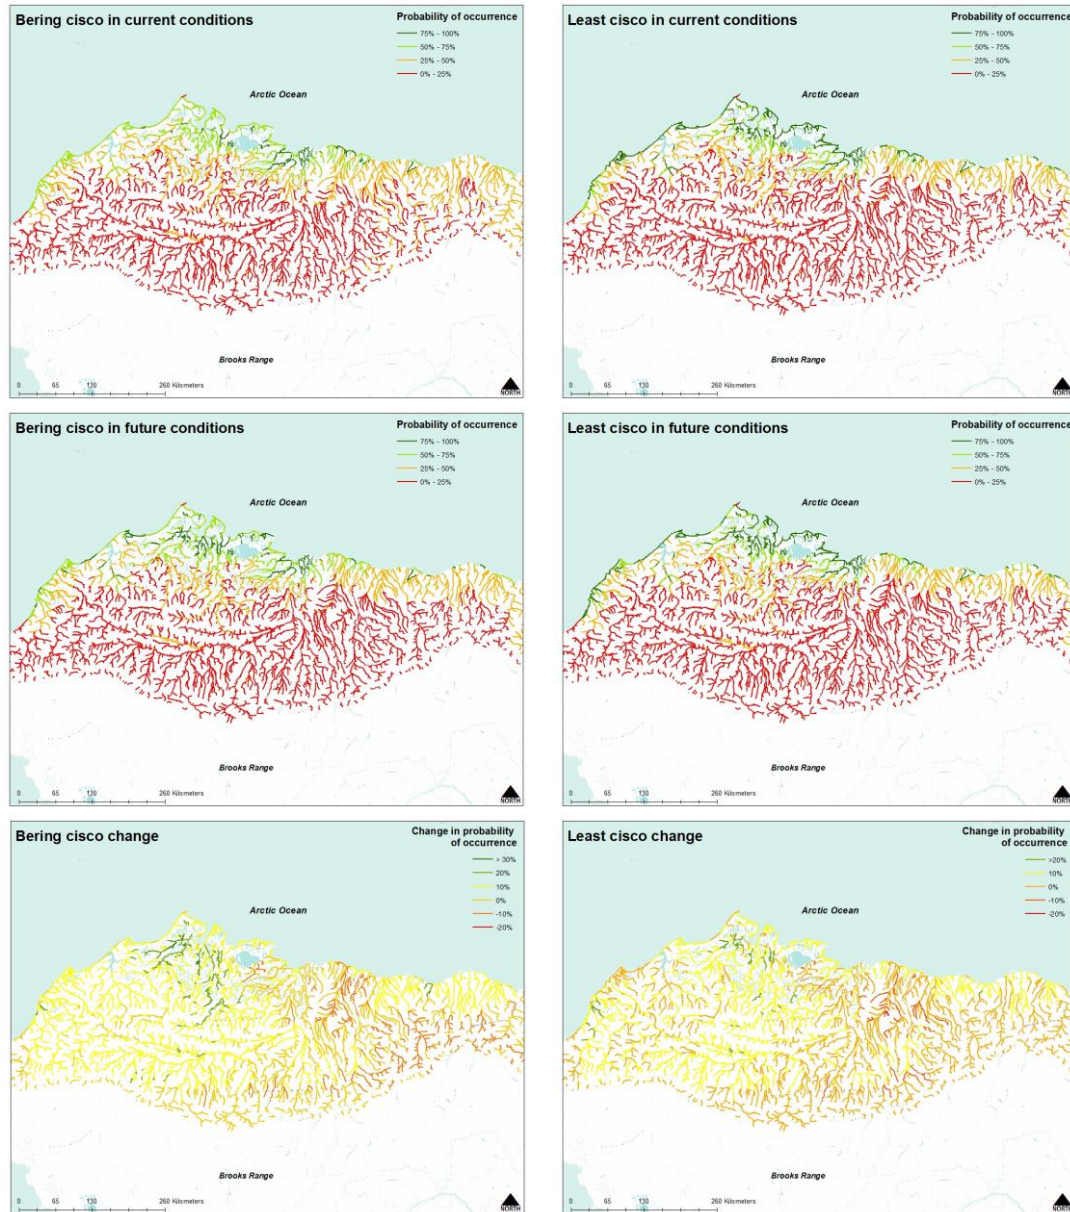 Bering cisco in current conditions
Probability of occurrence
75% - 100%
50% - 75%
25% - 50%
0% - 25%
Arctic Ocean
Brooks Range
0 65 130 260 Kilometers
NORTH
Least cisco in current conditions
Probability of occurrence
75% - 100%
50% - 75%
25% - 50%
0% - 25%
Arctic Ocean
Brooks Range
0 65 130 260 Kilometers
NORTH
Bering cisco in future conditions
Probability of occurrence
75% - 100%
50% - 75%
25% - 50%
0% - 25%
Arctic Ocean
Brooks Range
0 65 130 260 Kilometers
NORTH
Least cisco in future conditions
Probability of occurrence
75% - 100%
50% - 75%
25% - 50%
0% - 25%
Arctic Ocean
Brooks Range
0 65 130 260 Kilometers
NORTH
Bering cisco change
Change in probability
of occurrence
> 30%
20%
10%
0%
-10%
-20%
Arctic Ocean
Brooks Range
0 65 130 260 Kilometers
NORTH
Least cisco change
Change in probability
of occurrence
>20%
10%
0%
-10%
-20%
Arctic Ocean
Brooks Range
0 65 130 260 Kilometers
NORTH